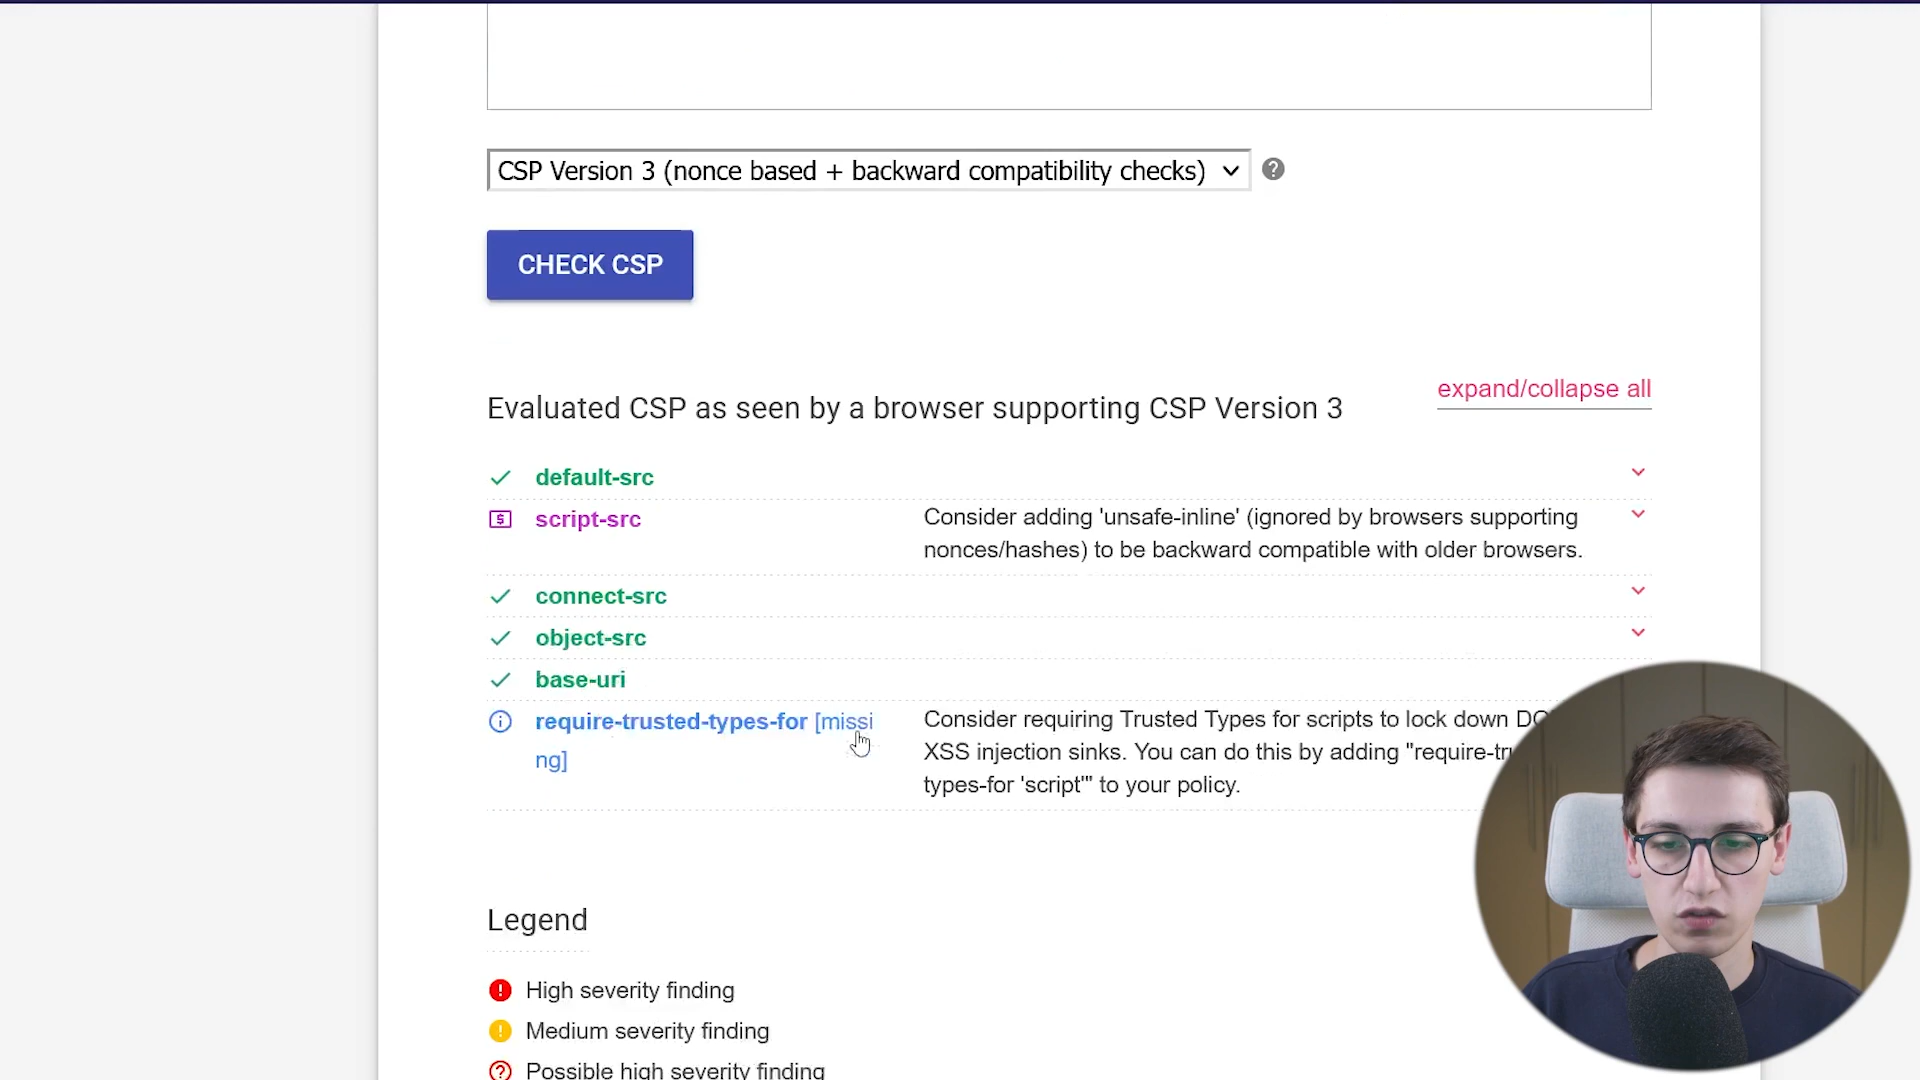 CSP Version 3 (nonce based + backward compatibility checks)
?
CHECK CSP
expand/collapse all
Evaluated CSP as seen by a browser supporting CSP Version 3
default-src
script-src
Consider adding 'unsafe-inline' (ignored by browsers supporting
nonces/hashes) to be backward compatible with older browsers.
connect-src
object-src
base-uri
require-trusted-types-for [missi
ng]
Consider requiring Trusted Types for scripts to lock down DO
XSS injection sinks. You can do this by adding "require-tr
types-for 'script'" to your policy.
Legend
High severity finding
Medium severity finding
Possible high severity finding